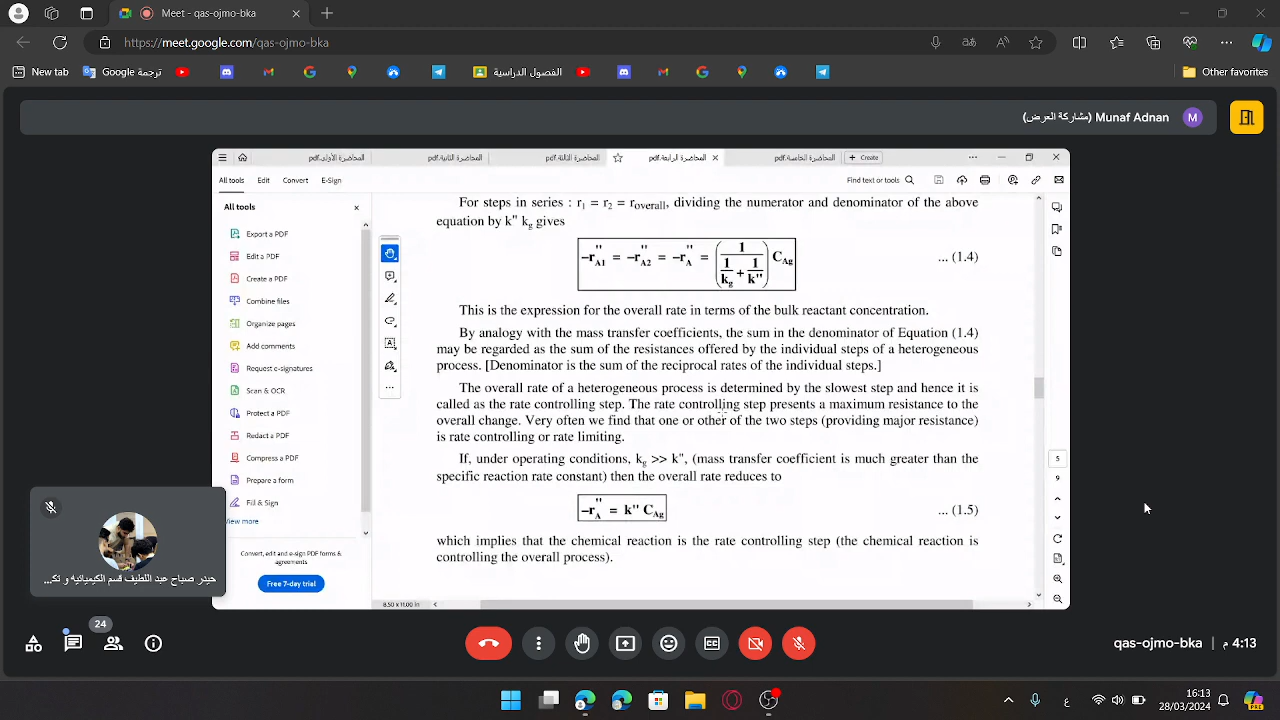 Meet - qas-ojmo-bka
https://meet.google.com/qas-ojmo-bka
New tab
Google ترجمة
الفصول الدراسية
Other favorites
Munaf Adnan (مشاركة العرض)
M
المحاضرة الاولى.pdf
المحاضرة الثانية.pdf
المحاضرة الثالثة.pdf
المحاضرة الرابعة.pdf
المحاضرة الخامسة.pdf
+ Create
All tools Edit Convert E-Sign
Find text or tools
All tools
Export a PDF
Edit a PDF
Create a PDF
Combine files
Organize pages
Add comments
Request e-signatures
Scan & OCR
Protect a PDF
Redact a PDF
Compress a PDF
Prepare a form
Fill & Sign
View more
Convert, edit and e-sign PDF forms &
agreements
Free 7-day trial
For steps in series : r1 = r2 = roverall, dividing the numerator and denominator of the above
equation by k'' kg gives
−r''A1 = −r''A2 = −r''A = (1 / (1/kg + 1/k'')) CAg ... (1.4)
This is the expression for the overall rate in terms of the bulk reactant concentration.
By analogy with the mass transfer coefficients, the sum in the denominator of Equation (1.4)
may be regarded as the sum of the resistances offered by the individual steps of a heterogeneous
process. [Denominator is the sum of the reciprocal rates of the individual steps.]
The overall rate of a heterogeneous process is determined by the slowest step and hence it is
called as the rate controlling step. The rate controlling step presents a maximum resistance to the
overall change. Very often we find that one or other of the two steps (providing major resistance)
is rate controlling or rate limiting.
If, under operating conditions, kg >> k'', (mass transfer coefficient is much greater than the
specific reaction rate constant) then the overall rate reduces to
−r''A = k'' CAg ... (1.5)
which implies that the chemical reaction is the rate controlling step (the chemical reaction is
controlling the overall process).
8.50 x 11.00 in
5
9
حيدر صباح عبد اللطيف قسم الكيميائيه و تك...
24
qas-ojmo-bka | 4:13 م
16:13
28/03/2024
ع
PRE